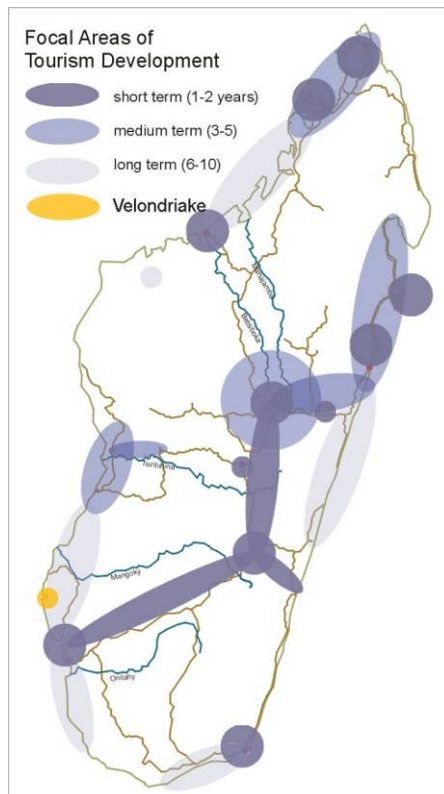 Focal Areas of
Tourism Development
short term (1-2 years)
medium term (3-5)
long term (6-10)
Velondriake
Betsiboka
Tsiribihina
Mangoky
Onilahy